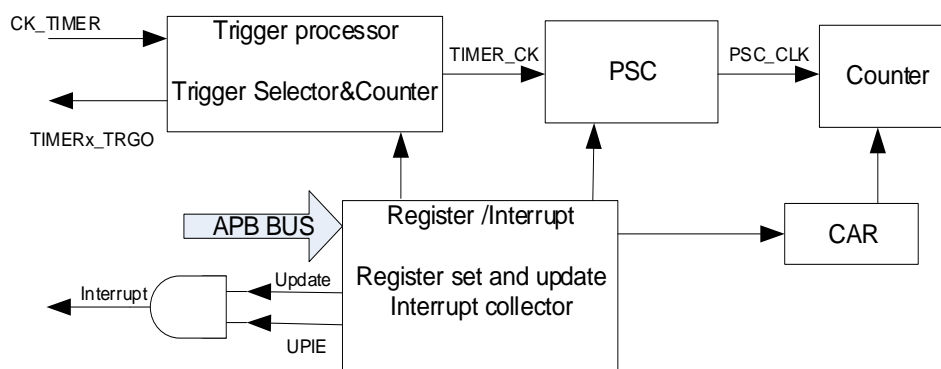 CK_TIMER
Trigger processor
Trigger Selector&Counter
TIMERx_TRGO
TIMER_CK
PSC
PSC_CLK
Counter
APB BUS
Register /Interrupt
Register set and update
Interrupt collector
CAR
Interrupt
Update
UPIE